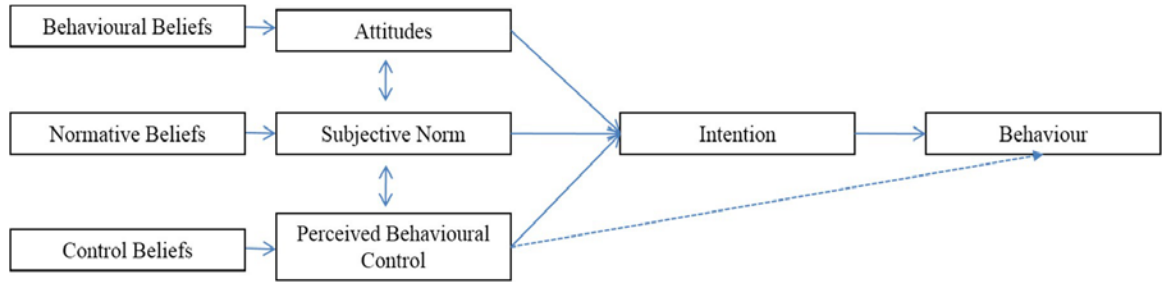 Behavioural Beliefs
Attitudes
Normative Beliefs
Subjective Norm
Intention
Behaviour
Control Beliefs
Perceived Behavioural
Control